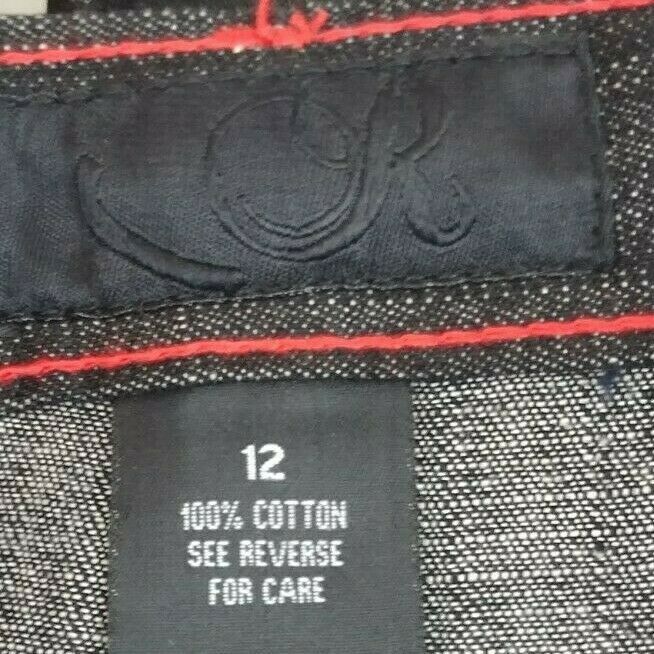 12
100% COTTON
SEE REVERSE
FOR CARE